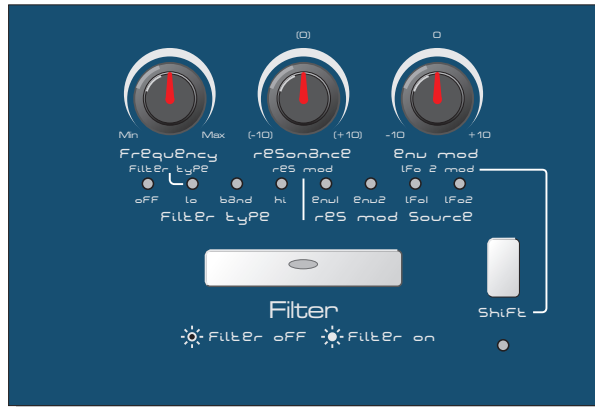 (0) 0
Min Max (-10) (+10) -10 +10
Frequency resonance env mod
Filter type res mod lfo 2 mod
off lo band hi env1 env2 lfo1 lfo2
Filter type res mod Source
Filter
Shift
Filter off Filter on